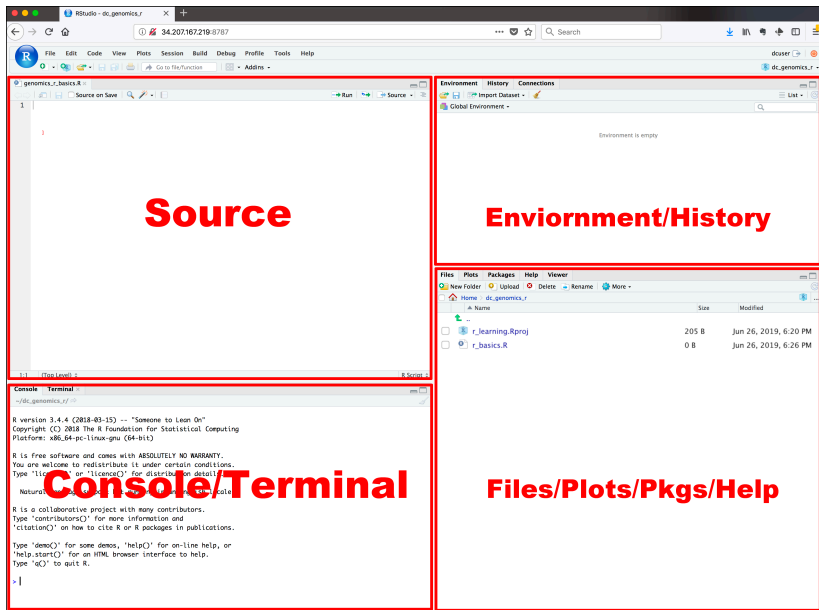 RStudio - dc_genomics_r
34.207.167.219:8787
Search
File Edit Code View Plots Session Build Debug Profile Tools Help
dcuser
Go to file/function
Addins
dc_genomics_r
genomics_r_basics.R
Source on Save
Run
Source
1
Source
1:1 (Top Level)
R Script
Environment History Connections
Import Dataset
List
Global Environment
Environment is empty
Enviornment/History
Console Terminal
~/dc_genomics_r/
R version 3.4.4 (2018-03-15) -- "Someone to Lean On"
Copyright (C) 2018 The R Foundation for Statistical Computing
Platform: x86_64-pc-linux-gnu (64-bit)
R is free software and comes with ABSOLUTELY NO WARRANTY.
You are welcome to redistribute it under certain conditions.
Type 'licence()' for distribution details.
Console/Terminal
R is a collaborative project with many contributors.
Type 'contributors()' for more information and
'citation()' on how to cite R or R packages in publications.
Type 'demo()' for some demos, 'help()' for on-line help, or
'help.start()' for an HTML browser interface to help.
Type 'q()' to quit R.
>
Files Plots Packages Help Viewer
New Folder Upload Delete Rename More
Home dc_genomics_r
Name Size Modified
..
r_learning.Rproj 205 B Jun 26, 2019, 6:20 PM
r_basics.R 0 B Jun 26, 2019, 6:26 PM
Files/Plots/Pkgs/Help